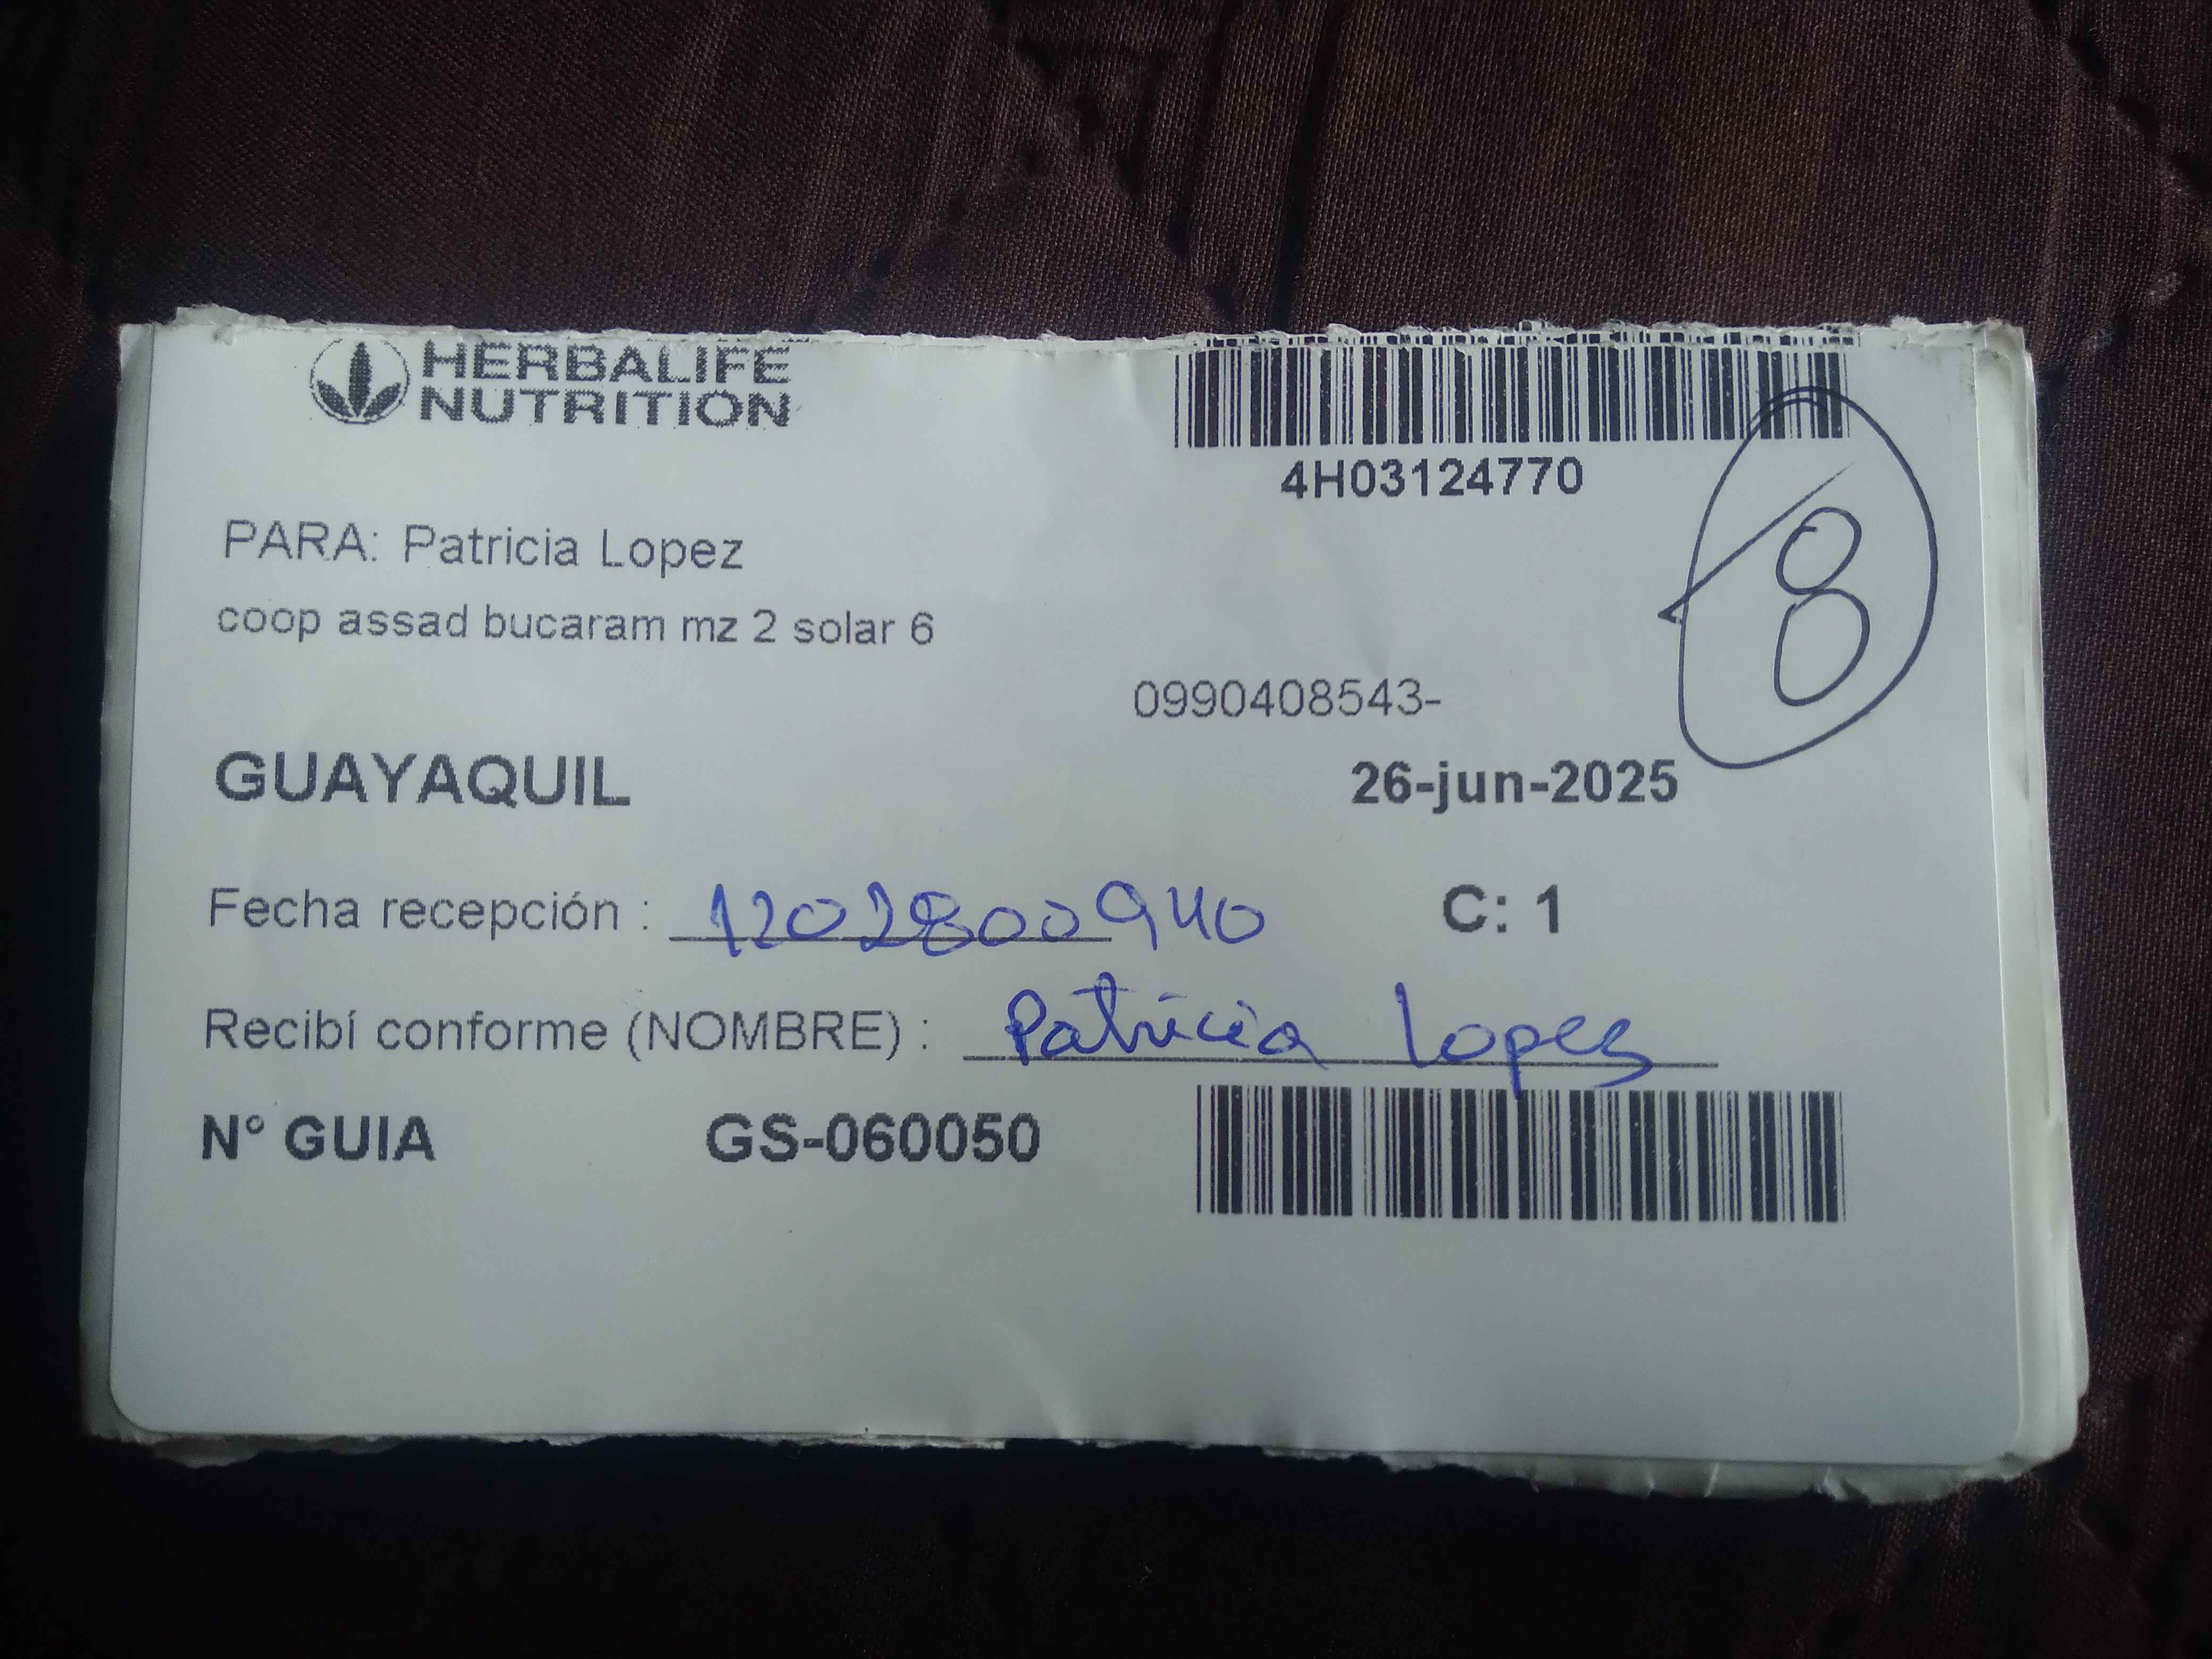 HERBALIFE
NUTRITION
4H03124770
8
PARA: Patricia Lopez
coop assad bucaram mz 2 solar 6
0990408543-
GUAYAQUIL
26-jun-2025
Fecha recepción : 1202800940
C: 1
Recibí conforme (NOMBRE) : Patricia Lopez
N° GUIA GS-060050